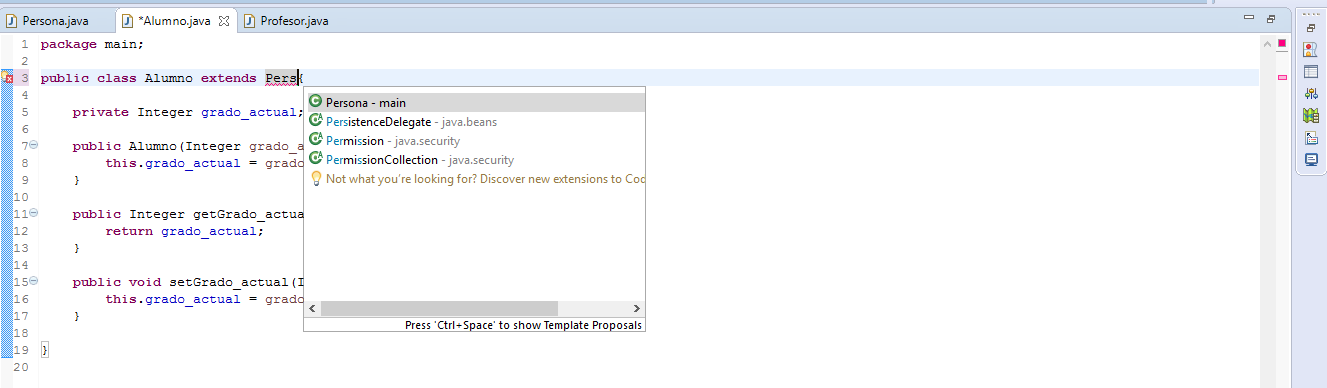 Persona.java
*Alumno.java
Profesor.java
1 package main;
2
3 public class Alumno extends Pers{
4
5 private Integer grado_actual;
6
7 public Alumno(Integer grado_a
8 this.grado_actual = grado
9 }
10
11 public Integer getGrado_actua
12 return grado_actual;
13 }
14
15 public void setGrado_actual(I
16 this.grado_actual = grado
17 }
18
19 }
20
Persona - main
PersistenceDelegate - java.beans
Permission - java.security
PermissionCollection - java.security
Not what you're looking for? Discover new extensions to Cod
Press 'Ctrl+Space' to show Template Proposals